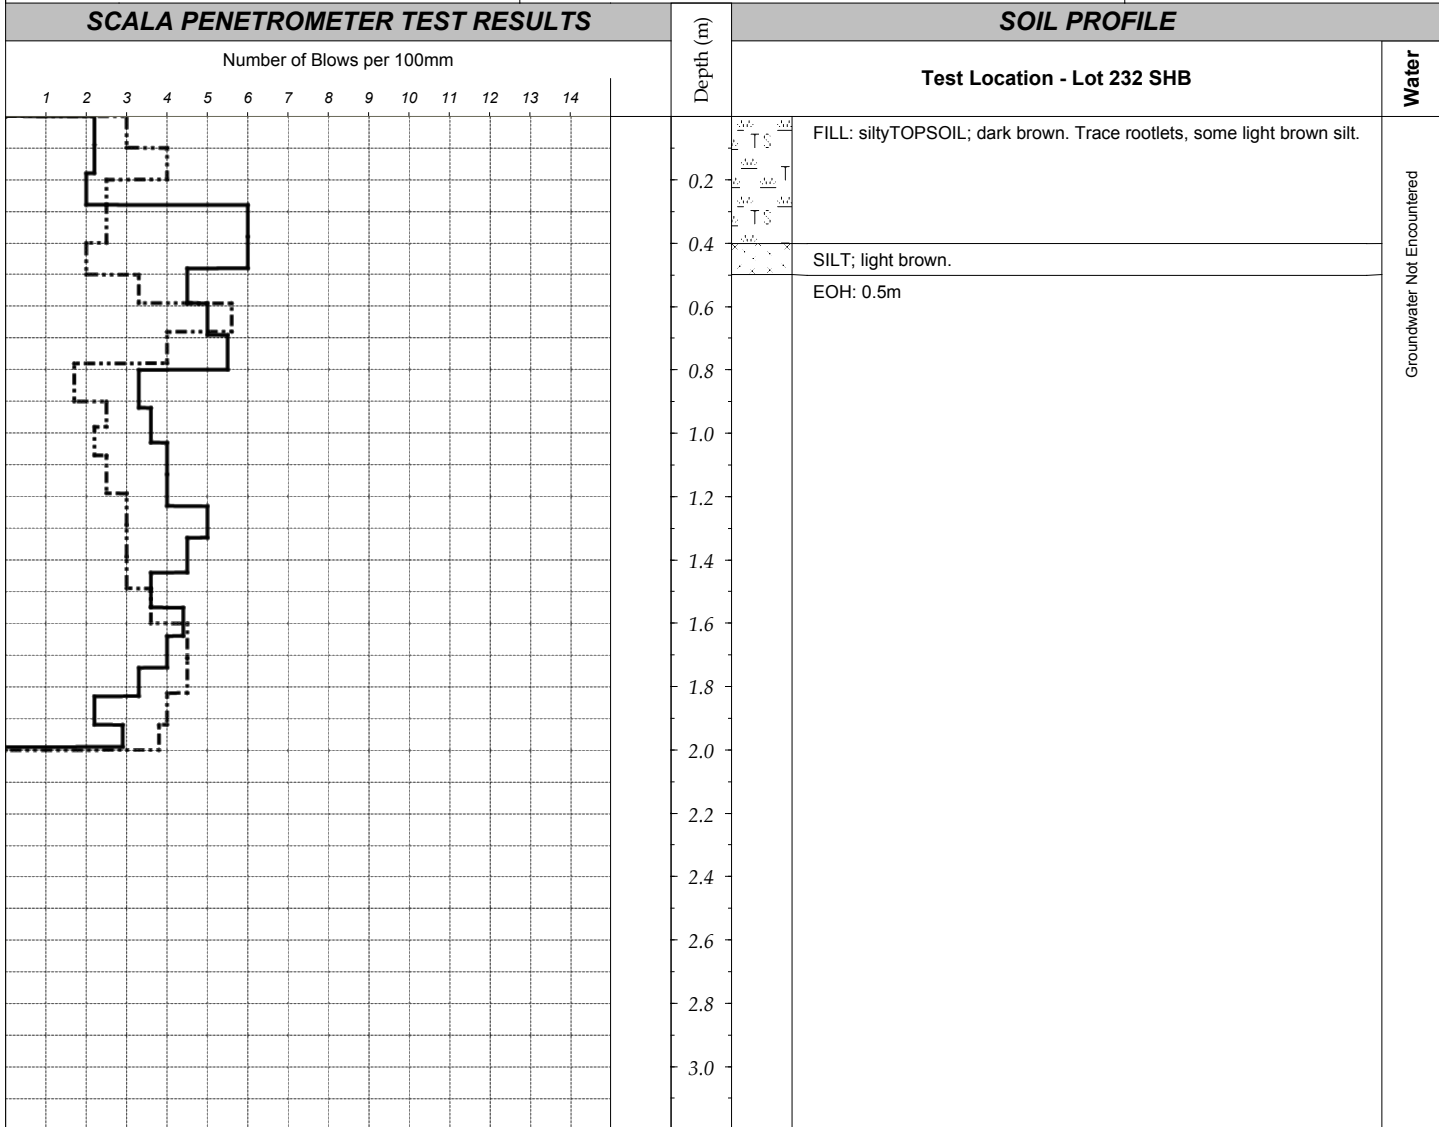 SCALA PENETROMETER TEST RESULTS
Number of Blows per 100mm
1 2 3 4 5 6 7 8 9 10 11 12 13 14
Depth (m)
SOIL PROFILE
Test Location - Lot 232 SHB
Water
0.2
0.4
0.6
0.8
1.0
1.2
1.4
1.6
1.8
2.0
2.2
2.4
2.6
2.8
3.0
TS
T
TS
FILL: siltyTOPSOIL; dark brown. Trace rootlets, some light brown silt.
SILT; light brown.
EOH: 0.5m
Groundwater Not Encountered